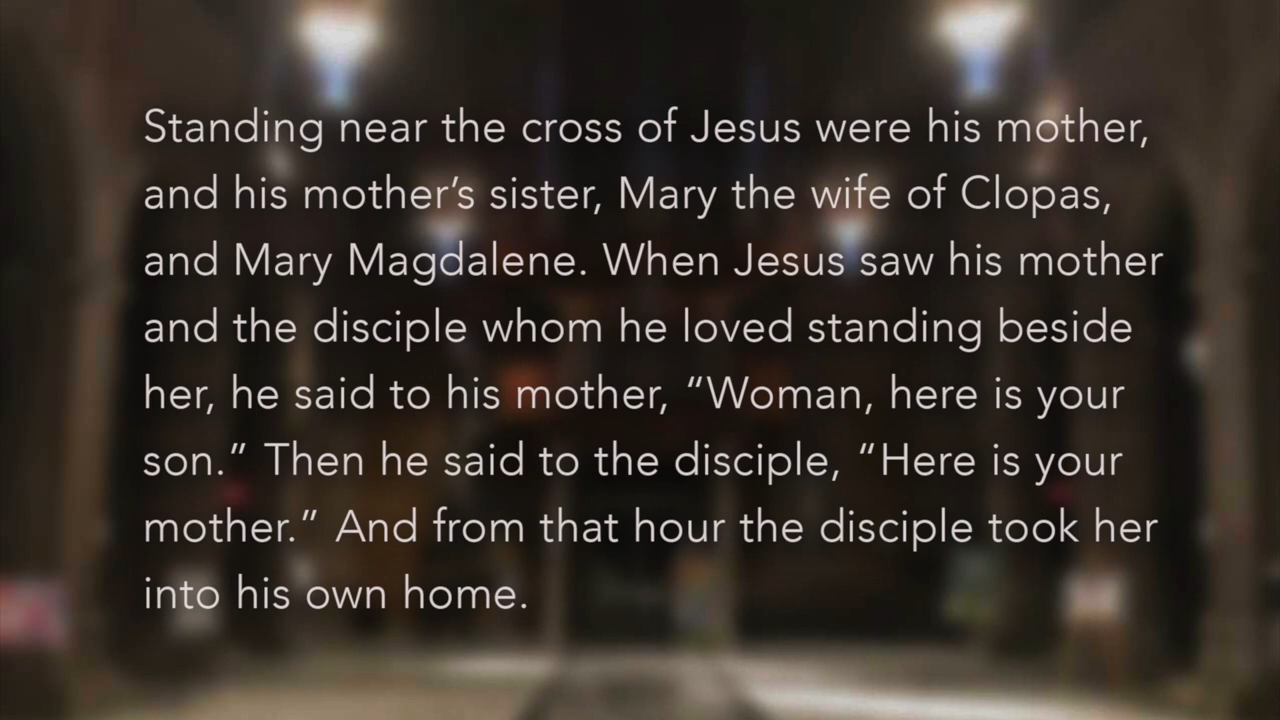 Standing near the cross of Jesus were his mother,
and his mother’s sister, Mary the wife of Clopas,
and Mary Magdalene. When Jesus saw his mother
and the disciple whom he loved standing beside
her, he said to his mother, “Woman, here is your
son.” Then he said to the disciple, “Here is your
mother.” And from that hour the disciple took her
into his own home.